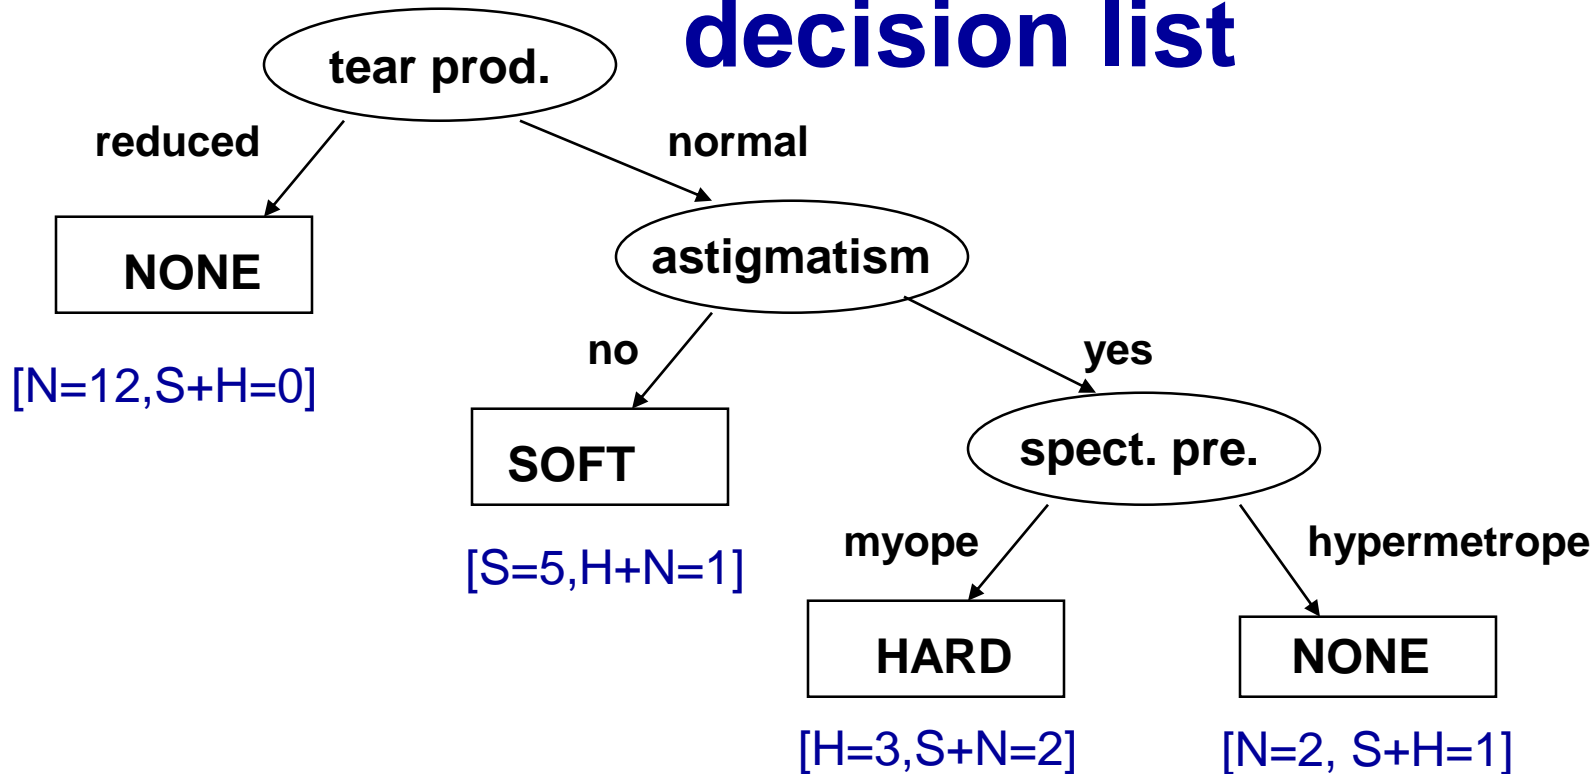 decision list
tear prod.
reduced
normal
NONE
astigmatism
[N=12,S+H=0]
no
yes
SOFT
spect. pre.
[S=5,H+N=1]
myope
hypermetrope
HARD
NONE
[H=3,S+N=2]
[N=2, S+H=1]